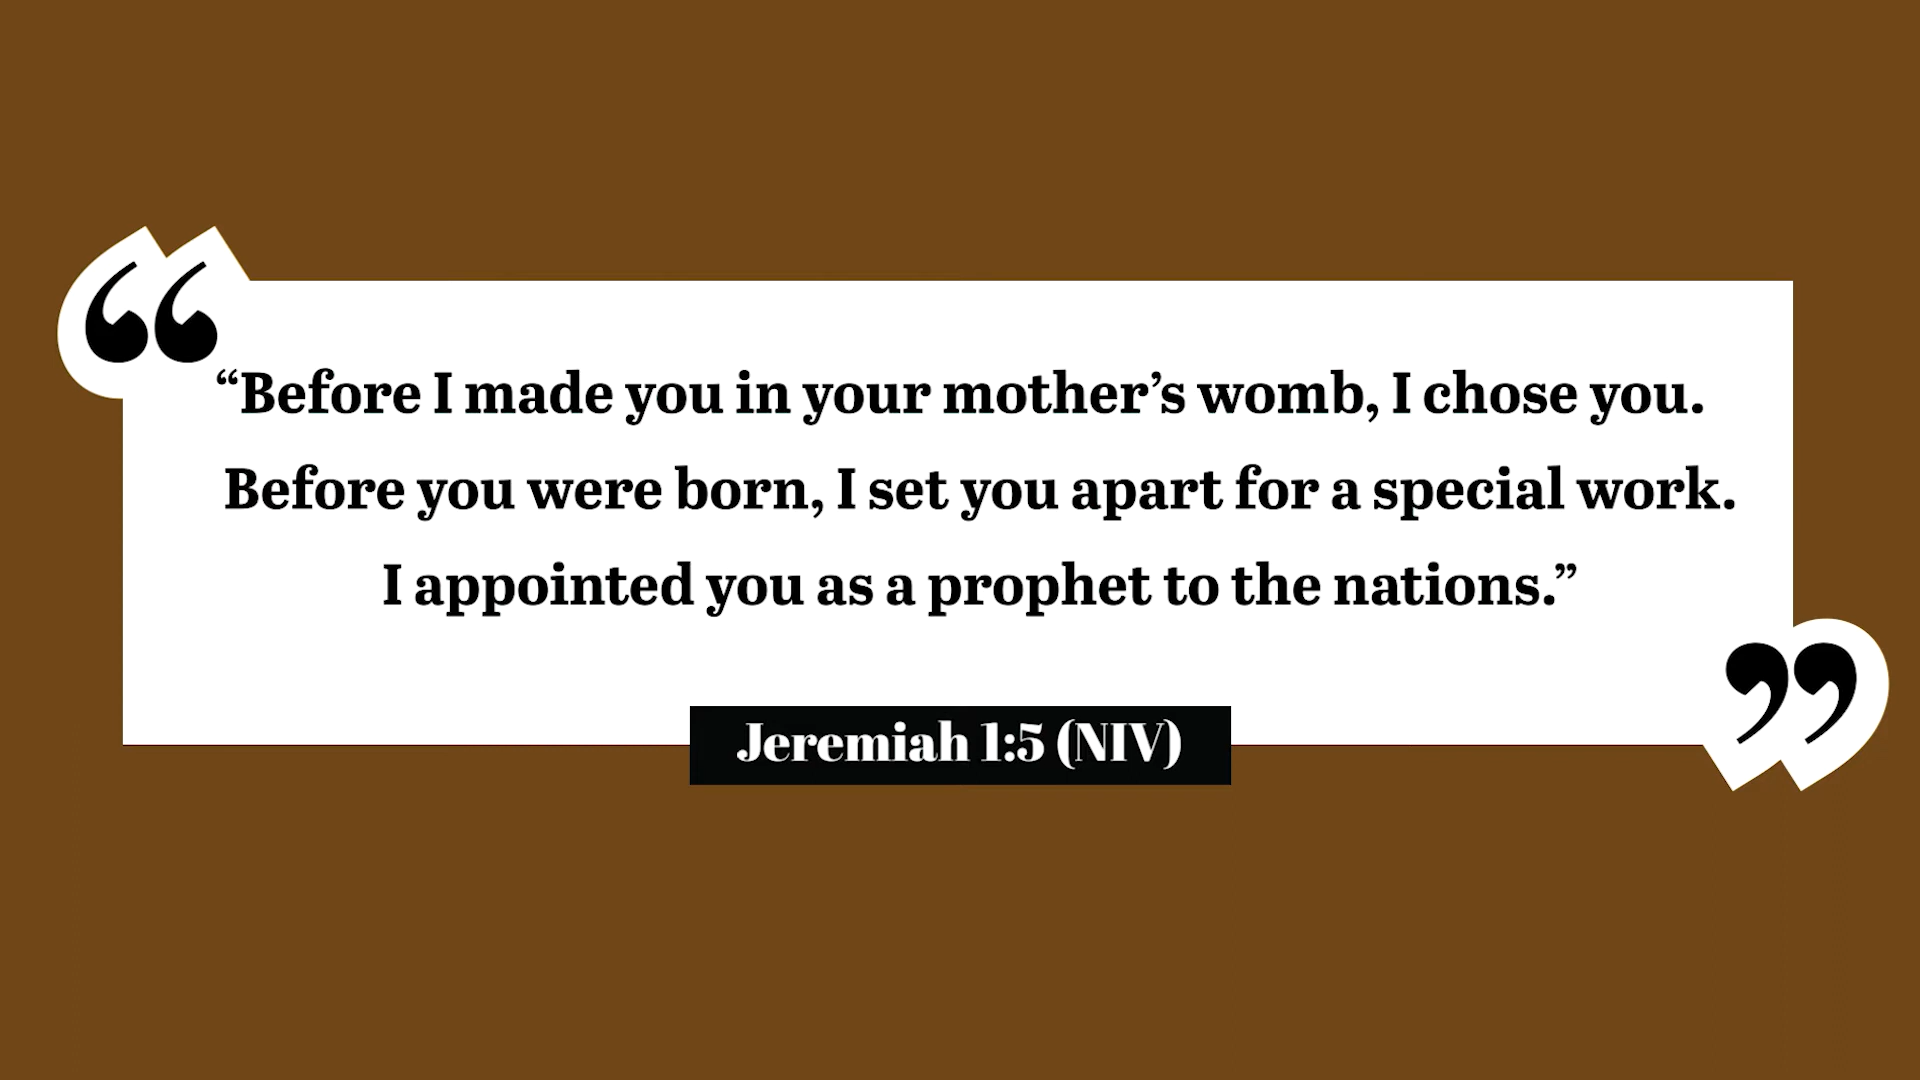 “Before I made you in your mother’s womb, I chose you.
Before you were born, I set you apart for a special work.
I appointed you as a prophet to the nations.”
Jeremiah 1:5 (NIV)